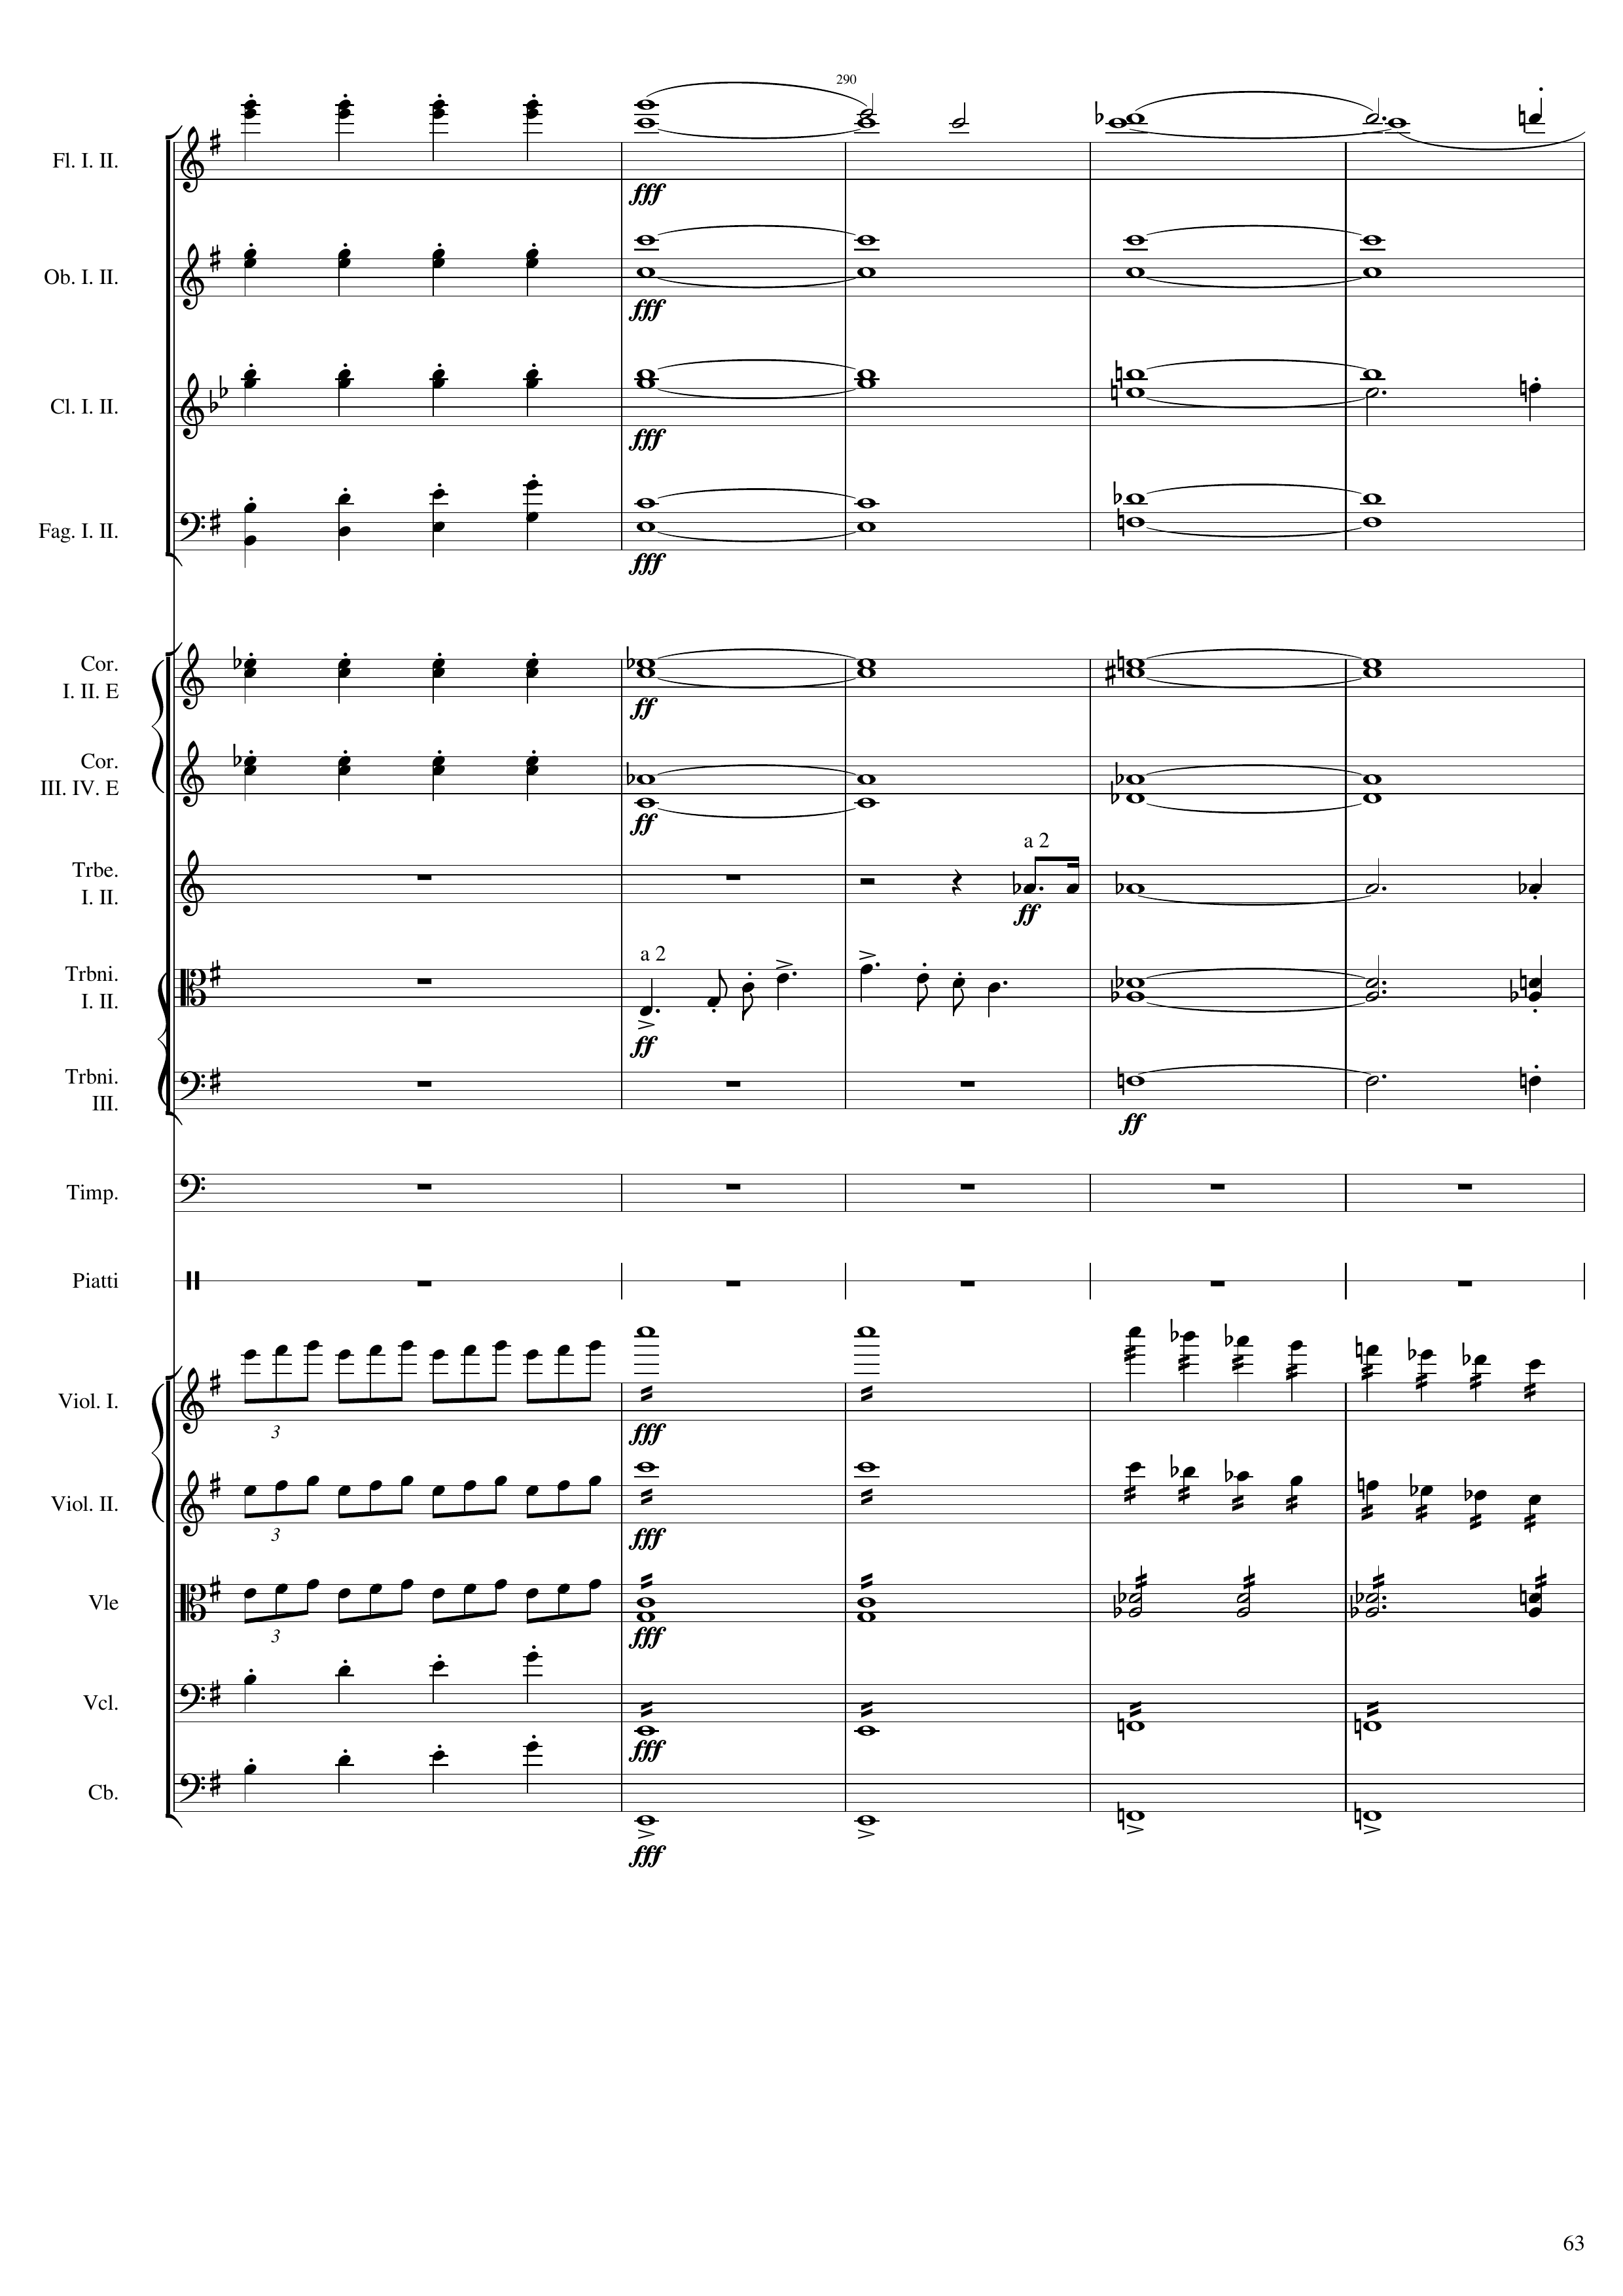 290
Fl. I. II.
fff
Ob. I. II.
fff
Cl. I. II.
fff
Fag. I. II.
fff
Cor.
I. II. E
ff
Cor.
III. IV. E
ff
a 2
Trbe.
I. II.
ff
a 2
Trbni.
I. II.
ff
Trbni.
III.
ff
Timp.
Piatti
Viol. I.
3
fff
Viol. II.
3
fff
Vle
3
fff
Vcl.
fff
Cb.
fff
63